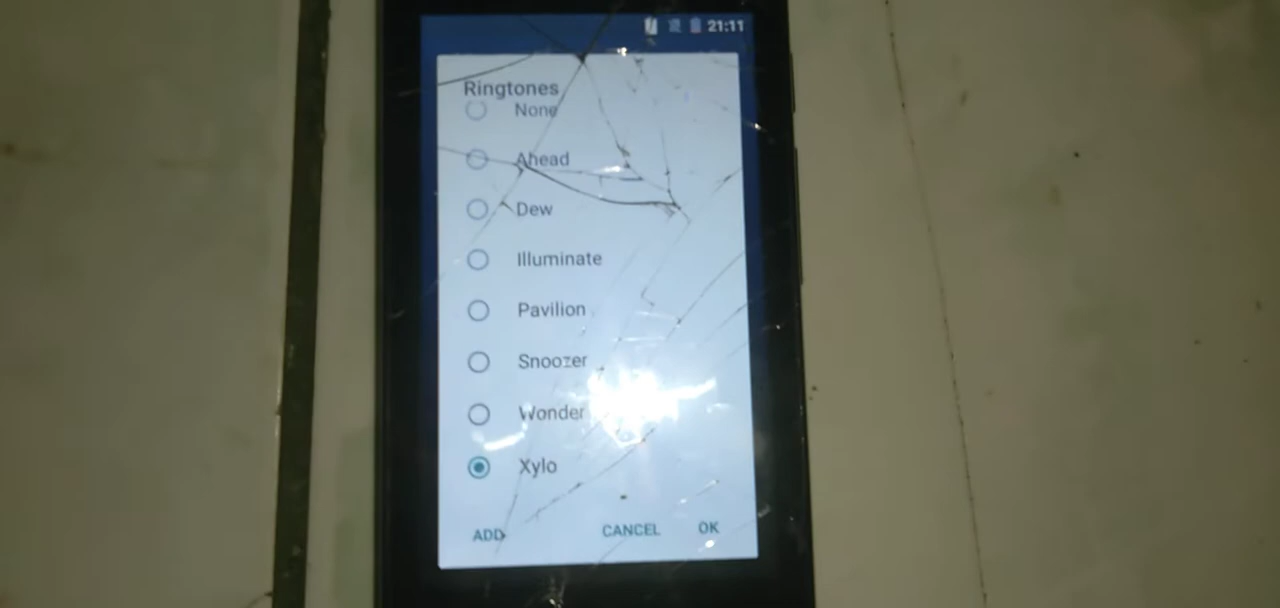 21:11
Ringtones
None
Ahead
Dew
Illuminate
Pavilion
Snoozer
Wonder
Xylo
ADD CANCEL OK